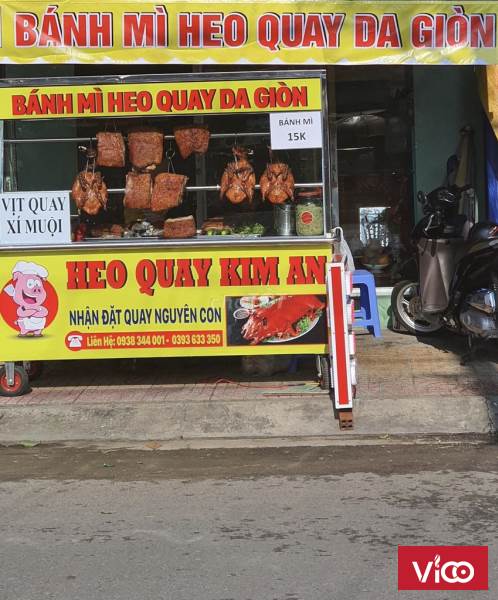 BÁNH MÌ HEO QUAY DA GIÒN
BÁNH MÌ HEO QUAY DA GIÒN
BÁNH MÌ
15K
VỊT QUAY
XÍ MUỘI
HEO QUAY KIM AN
NHẬN ĐẶT QUAY NGUYÊN CON
Liên Hệ: 0938 344 001 - 0393 633 350
Vico